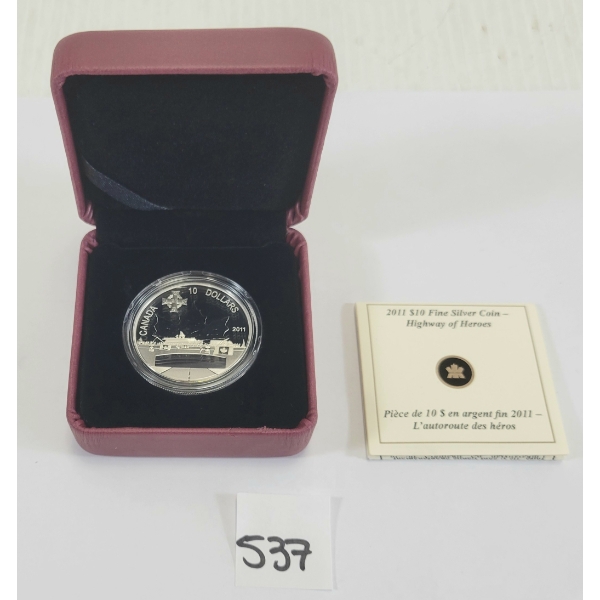 CANADA 10 DOLLARS
2011
2011 $10 Fine Silver Coin –
Highway of Heroes
Pièce de 10 $ en argent fin 2011 –
L'autoroute des héros
537